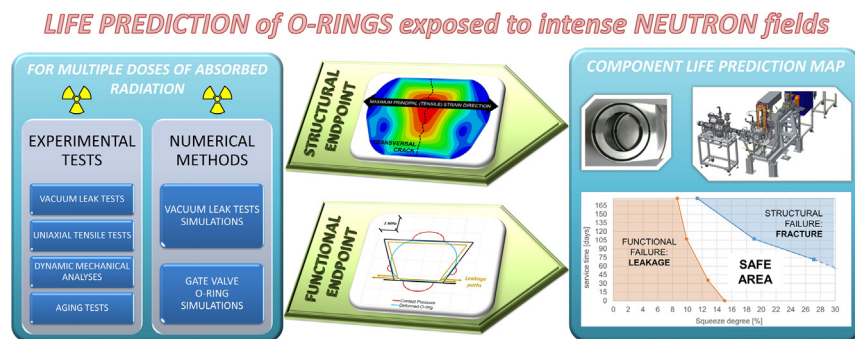 LIFE PREDICTION of O-RINGS exposed to intense NEUTRON fields
FOR MULTIPLE DOSES OF ABSORBED
RADIATION
EXPERIMENTAL
TESTS
VACUUM LEAK TESTS
UNIAXIAL TENSILE TESTS
DYNAMIC MECHANICAL
ANALYSES
AGING TESTS
NUMERICAL
METHODS
VACUUM LEAK TESTS
SIMULATIONS
GATE VALVE
O-RING
SIMULATIONS
STRUCTURAL
ENDPOINT
MAXIMUM PRINCIPAL (TENSILE) STRAIN DIRECTION
TRANSVERSAL
CRACK
FUNCTIONAL
ENDPOINT
1 MPa
Leakage
paths
Contact Pressure
Deformed O-ring
COMPONENT LIFE PREDICTION MAP
service time [days]
165
150
135
120
105
90
75
60
45
30
15
0
FUNCTIONAL
FAILURE:
LEAKAGE
SAFE
AREA
STRUCTURAL
FAILURE:
FRACTURE
0 2 4 6 8 10 12 14 16 18 20 22 24 26 28 30
Squeeze degree [%]